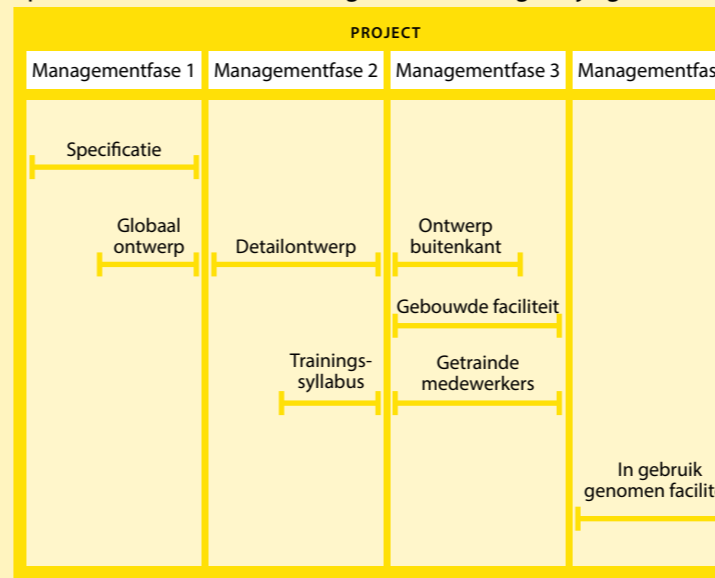 PROJECT
Managementfase 1
Managementfase 2
Managementfase 3
Specificatie
Globaal
ontwerp
Detailontwerp
Ontwerp
buitenkant
Gebouwde faciliteit
Trainings-
syllabus
Getrainde
medewerkers
In gebruik
genomen